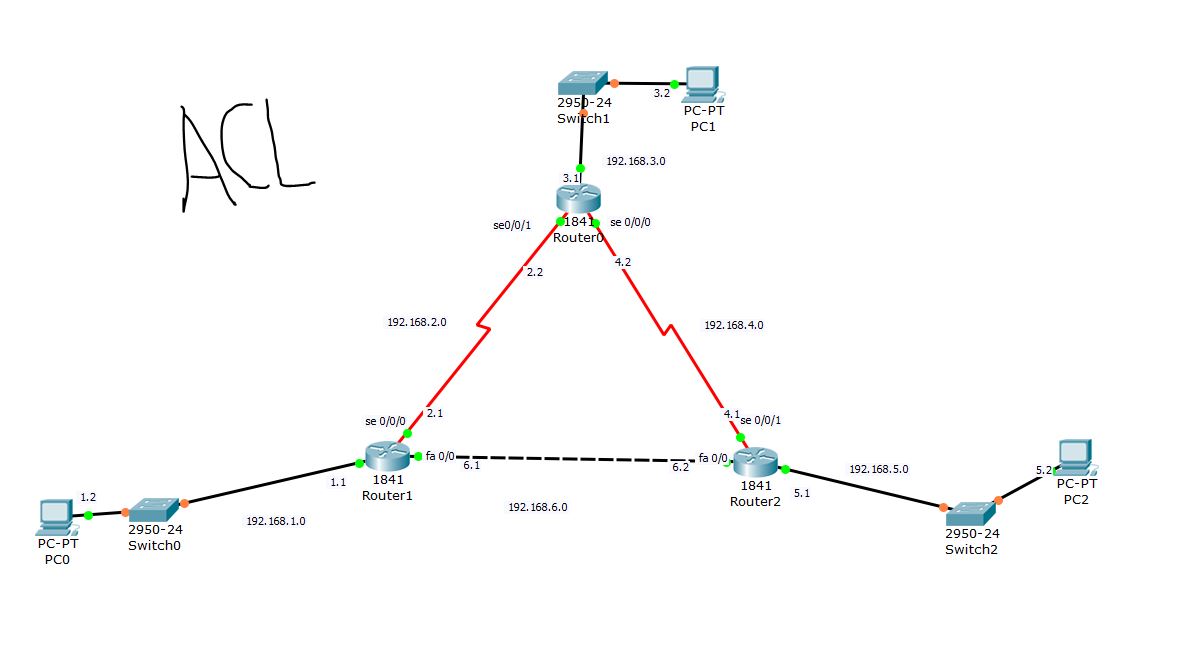 ACL
2950-24
Switch1
3.2
PC-PT
PC1
192.168.3.0
3.1
se0/0/1
1841
Router0
se 0/0/0
2.2
4.2
192.168.2.0
192.168.4.0
se 0/0/0
2.1
4.1
se 0/0/1
fa 0/0
6.1
6.2
fa 0/0
1.1
1841
Router1
1841
Router2
5.1
192.168.5.0
5.2
PC-PT
PC2
1.2
PC-PT
PC0
2950-24
Switch0
192.168.1.0
192.168.6.0
2950-24
Switch2